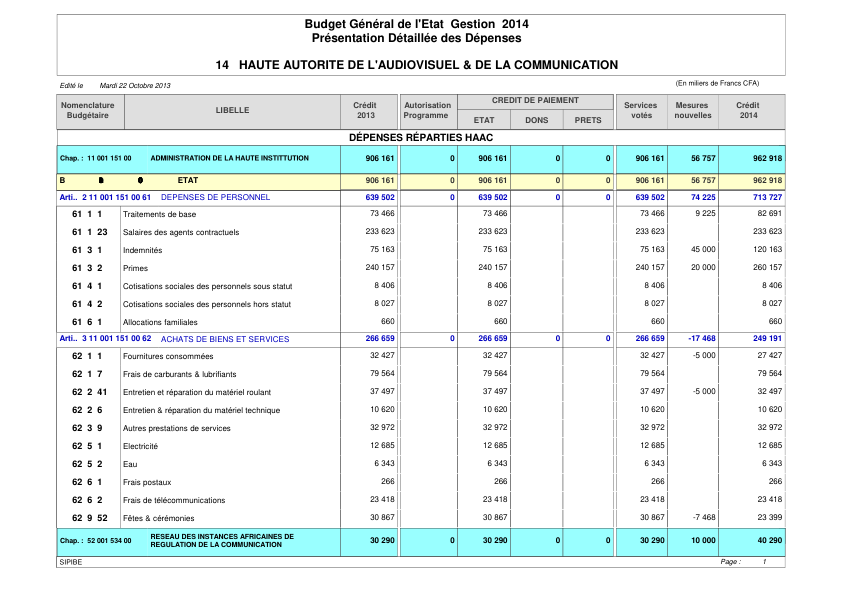 Budget Général de l'Etat Gestion 2014
Présentation Détaillée des Dépenses
14 HAUTE AUTORITE DE L'AUDIOVISUEL & DE LA COMMUNICATION
Edité le Mardi 22 Octobre 2013 (En miliers de Francs CFA)
Nomenclature Budgétaire LIBELLE Crédit 2013 Autorisation Programme CREDIT DE PAIEMENT ETAT DONS PRETS Services votés Mesures nouvelles Crédit 2014
DÉPENSES RÉPARTIES HAAC
Chap. : 11 001 151 00 ADMINISTRATION DE LA HAUTE INSTITTUTION 906 161 0 906 161 0 0 906 161 56 757 962 918
B ETAT 906 161 0 906 161 0 0 906 161 56 757 962 918
Arti.. 2 11 001 151 00 61 DEPENSES DE PERSONNEL 639 502 0 639 502 0 0 639 502 74 225 713 727
61 1 1 Traitements de base 73 466 73 466 73 466 9 225 82 691
61 1 23 Salaires des agents contractuels 233 623 233 623 233 623 233 623
61 3 1 Indemnités 75 163 75 163 75 163 45 000 120 163
61 3 2 Primes 240 157 240 157 240 157 20 000 260 157
61 4 1 Cotisations sociales des personnels sous statut 8 406 8 406 8 406 8 406
61 4 2 Cotisations sociales des personnels hors statut 8 027 8 027 8 027 8 027
61 6 1 Allocations familiales 660 660 660 660
Arti.. 3 11 001 151 00 62 ACHATS DE BIENS ET SERVICES 266 659 0 266 659 0 0 266 659 -17 468 249 191
62 1 1 Fournitures consommées 32 427 32 427 32 427 -5 000 27 427
62 1 7 Frais de carburants & lubrifiants 79 564 79 564 79 564 79 564
62 2 41 Entretien et réparation du matériel roulant 37 497 37 497 37 497 -5 000 32 497
62 2 6 Entretien & réparation du matériel technique 10 620 10 620 10 620 10 620
62 3 9 Autres prestations de services 32 972 32 972 32 972 32 972
62 5 1 Electricité 12 685 12 685 12 685 12 685
62 5 2 Eau 6 343 6 343 6 343 6 343
62 6 1 Frais postaux 266 266 266 266
62 6 2 Frais de télécommunications 23 418 23 418 23 418 23 418
62 9 52 Fêtes & cérémonies 30 867 30 867 30 867 -7 468 23 399
Chap. : 52 001 534 00 RESEAU DES INSTANCES AFRICAINES DE REGULATION DE LA COMMUNICATION 30 290 0 30 290 0 0 30 290 10 000 40 290
SIPIBE Page : 1